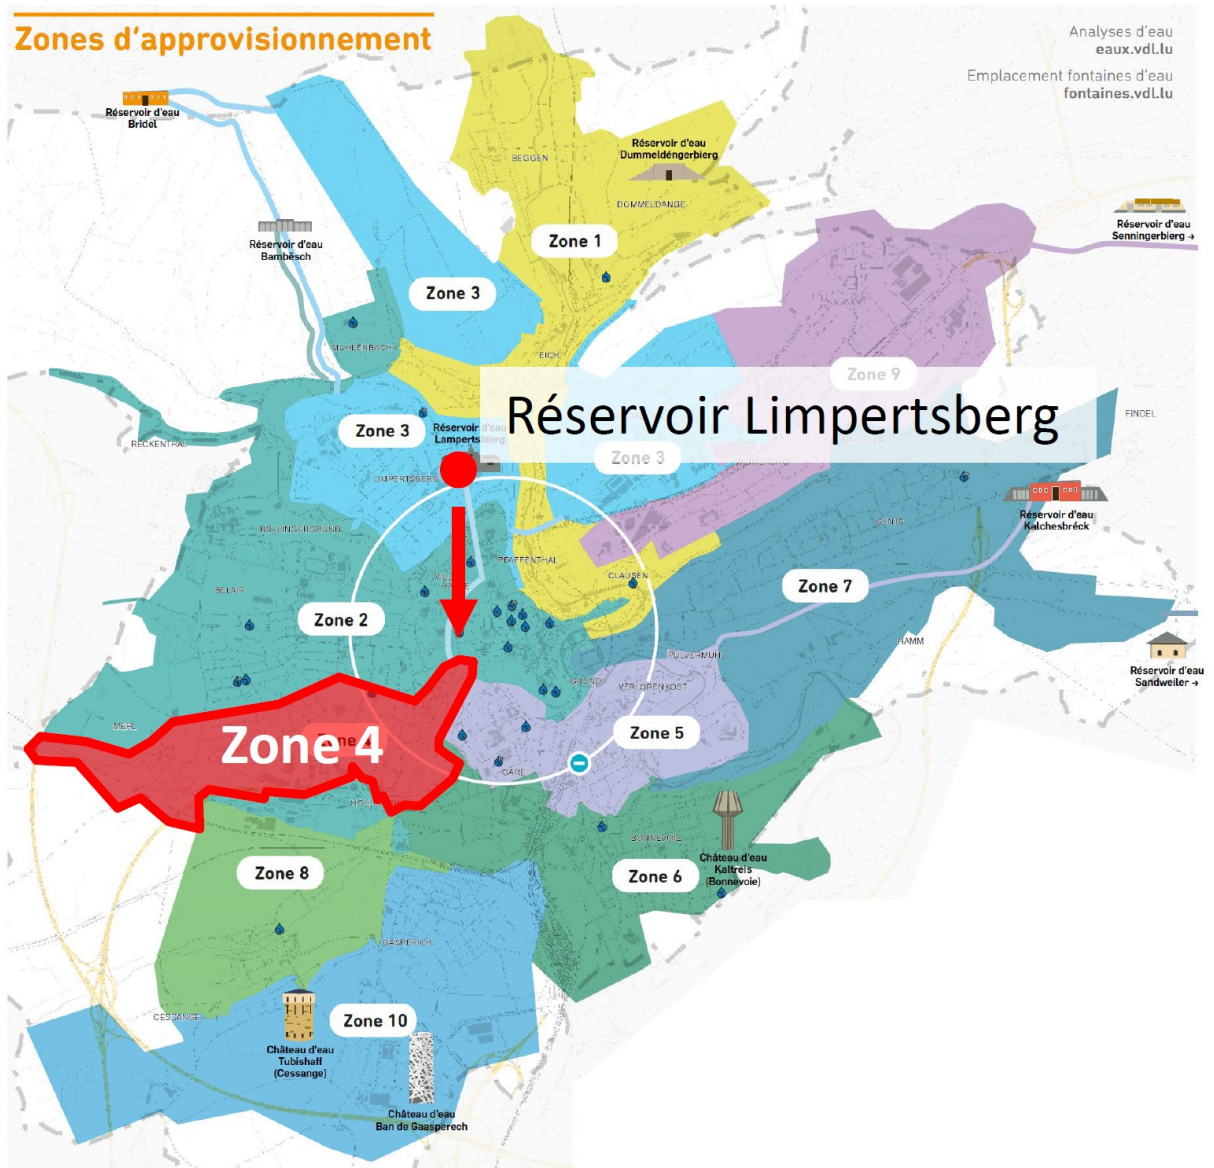 Zones d'approvisionnement
Analyses d'eau
eaux.vdl.lu
Emplacement fontaines d'eau
fontaines.vdl.lu
Réservoir d'eau
Bridel
BEGGEN
Réservoir d'eau
Dummeldéngerbierg
DOMMELDANGE
Réservoir d'eau
Senningerbierg →
Réservoir d'eau
Bambësch
Zone 1
Zone 3
MUHLENBACH
EICH
Zone 9
Réservoir Limpertsberg
Zone 3
Réservoir d'eau
Lampertsbierg
Zone 3
FINDEL
RECKENTHAL
LIMPERTSBERG
Réservoir d'eau
Kalchesbréck
ROLLINGERGRUND
CENTS
PFAFFENTHAL
CLAUSEN
BELAIR
Zone 2
Zone 7
HAMM
PULVERMUHL
Réservoir d'eau
Sandweiler →
GRUND
VERLORENKOST
MERL
Zone 4
Zone 5
GARE
BONNEVOIE
Château d'eau
Kaltreis
(Bonnevoie)
Zone 8
Zone 6
GASPERICH
CESSANGE
Zone 10
Château d'eau
Tubishaff
(Cessange)
Château d'eau
Ban de Gaasperech